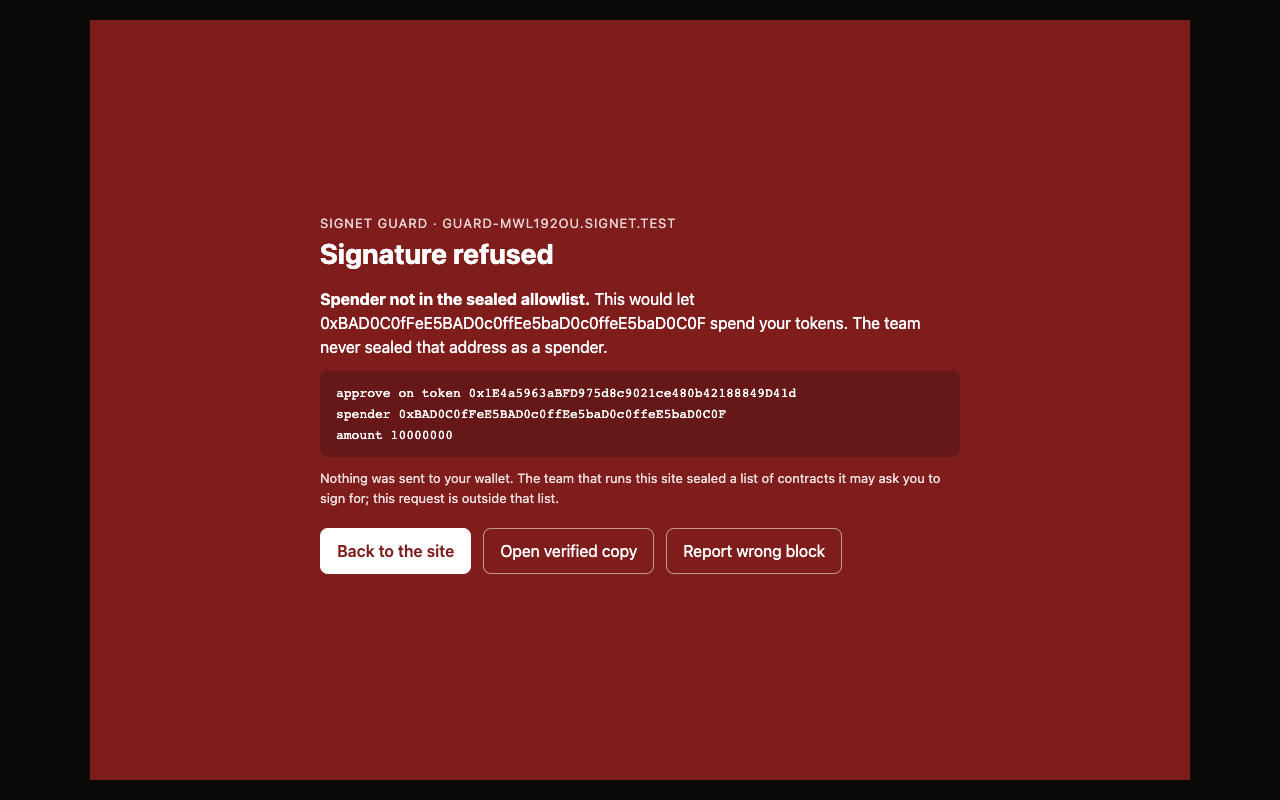 SIGNET GUARD · GUARD-MWL192OU.SIGNET.TEST
Signature refused
Spender not in the sealed allowlist. This would let
0xBAD0C0fFeE5BAD0c0ffEe5baD0c0ffeE5baD0C0F spend your tokens. The team
never sealed that address as a spender.
approve on token 0x1E4a5963aBFD975d8c9021ce480b42188849D41d
spender 0xBAD0C0fFeE5BAD0c0ffEe5baD0c0ffeE5baD0C0F
amount 10000000
Nothing was sent to your wallet. The team that runs this site sealed a list of contracts it may ask you to
sign for; this request is outside that list.
Back to the site
Open verified copy
Report wrong block